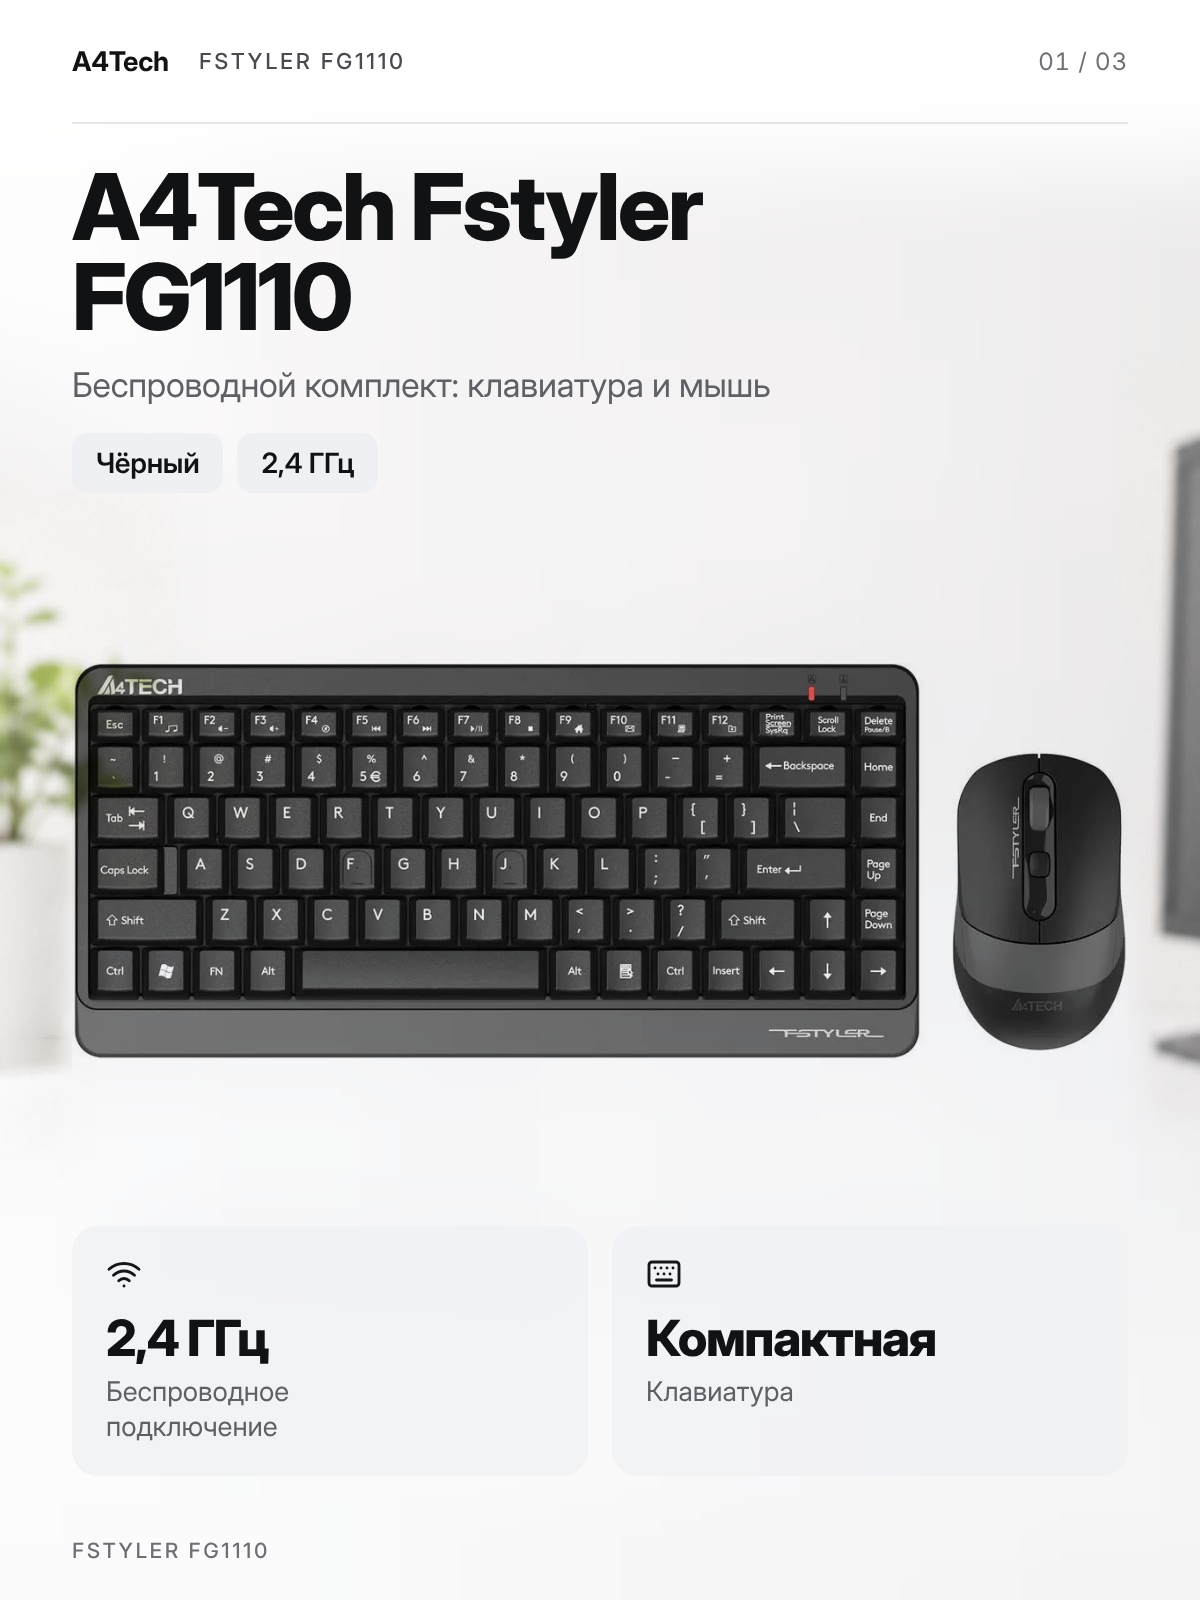 A4Tech FSTYLER FG1110 01 / 03
A4Tech Fstyler
FG1110
Беспроводной комплект: клавиатура и мышь
Чёрный 2,4 ГГц
A4TECH
Esc F1 F2 F3 F4 F5 F6 F7 F8 F9 F10 F11 F12 Print Screen SysRq Scroll Lock Delete Pause/B
~ ` ! 1 @ 2 # 3 $ 4 % 5 € ^ 6 & 7 * 8 ( 9 ) 0 − - + = ←Backspace Home
Tab Q W E R T Y U I O P { [ } ] ¦ \ End
Caps Lock A S D F G H J K L : ; " ' Enter Page Up
⇧ Shift Z X C V B N M < , > . ? / ⇧ Shift ↑ Page Down
Ctrl FN Alt Alt Ctrl Insert ← ↓ →
FSTYLER
FSTYLER
A4TECH
2,4 ГГц
Беспроводное
подключение
Компактная
Клавиатура
FSTYLER FG1110